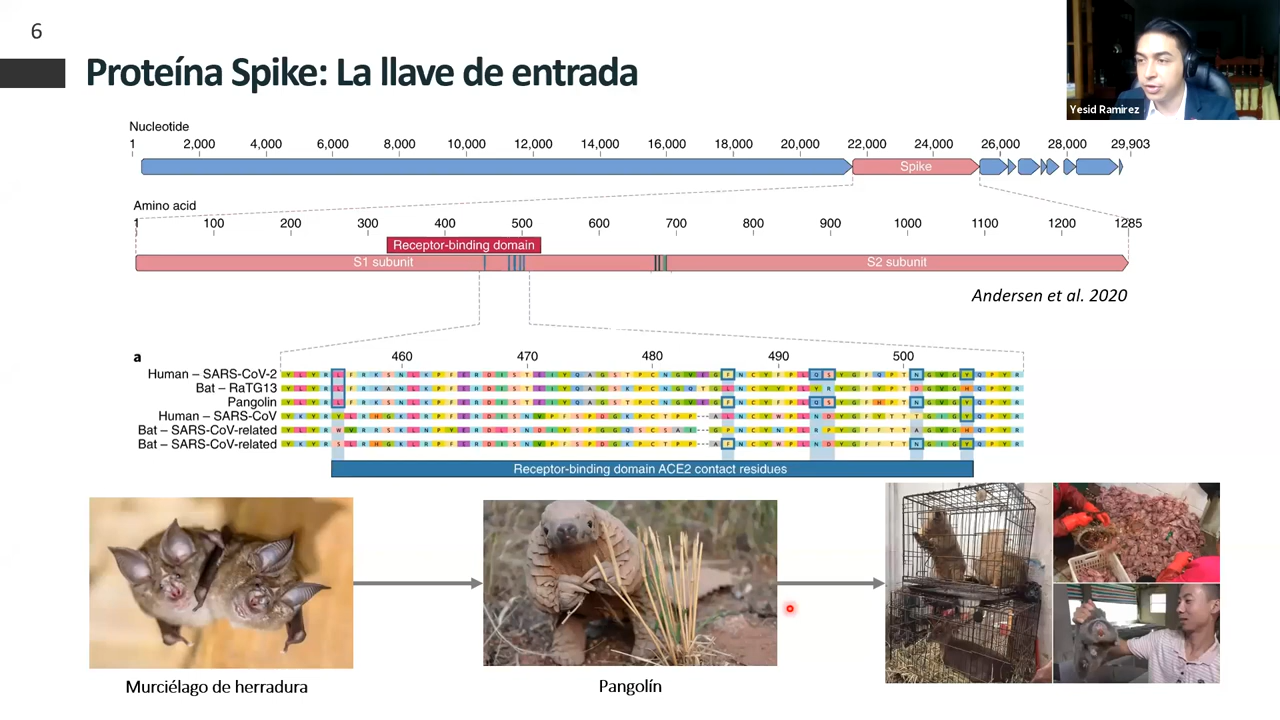 6
Proteína Spike: La llave de entrada
Yesid Ramirez
Nucleotide
1 2,000 4,000 6,000 8,000 10,000 12,000 14,000 16,000 18,000 20,000 22,000 24,000 26,000 28,000 29,903
Spike
Amino acid
1 100 200 300 400 500 600 700 800 900 1000 1100 1200 1285
Receptor-binding domain
S1 subunit S2 subunit
Andersen et al. 2020
a
460 470 480 490 500
Human – SARS-CoV-2
Bat – RaTG13
Pangolin
Human – SARS-CoV
Bat – SARS-CoV-related
Bat – SARS-CoV-related
Receptor-binding domain ACE2 contact residues
Murciélago de herradura
Pangolín